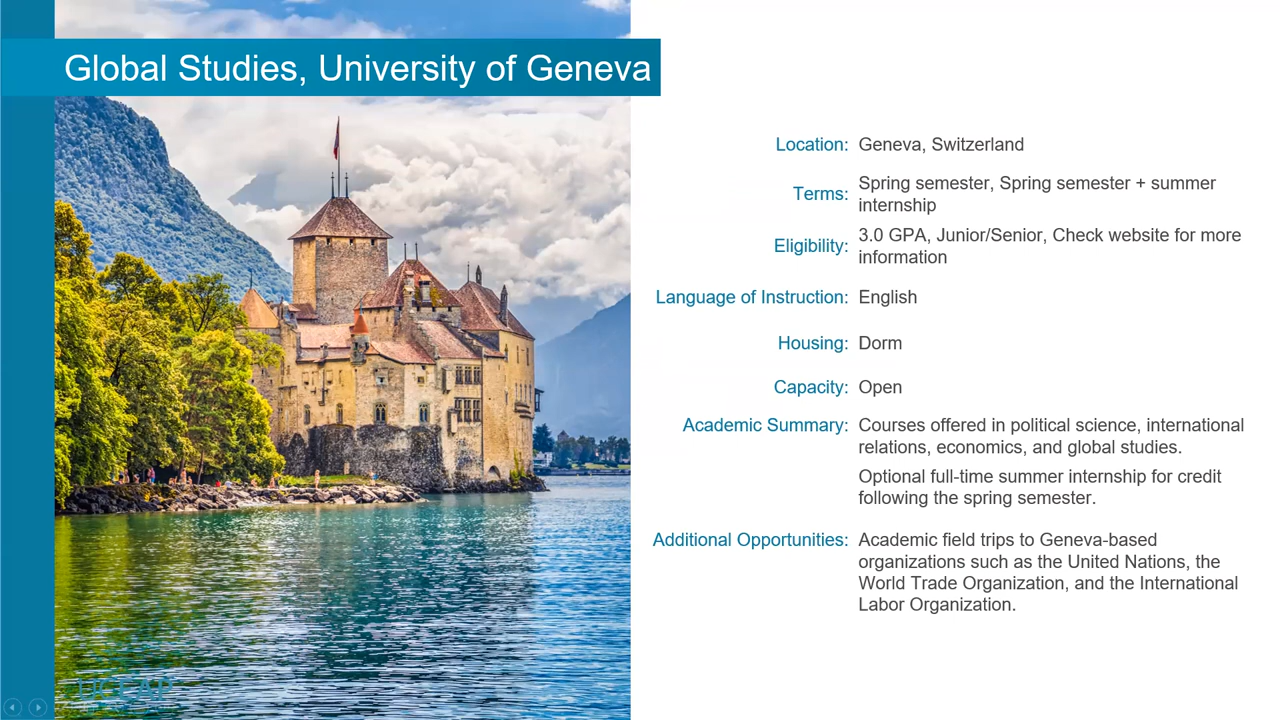 Global Studies, University of Geneva
Location: Geneva, Switzerland
Terms: Spring semester, Spring semester + summer
internship
Eligibility: 3.0 GPA, Junior/Senior, Check website for more
information
Language of Instruction: English
Housing: Dorm
Capacity: Open
Academic Summary: Courses offered in political science, international
relations, economics, and global studies.
Optional full-time summer internship for credit
following the spring semester.
Additional Opportunities: Academic field trips to Geneva-based
organizations such as the United Nations, the
World Trade Organization, and the International
Labor Organization.
UCEAP